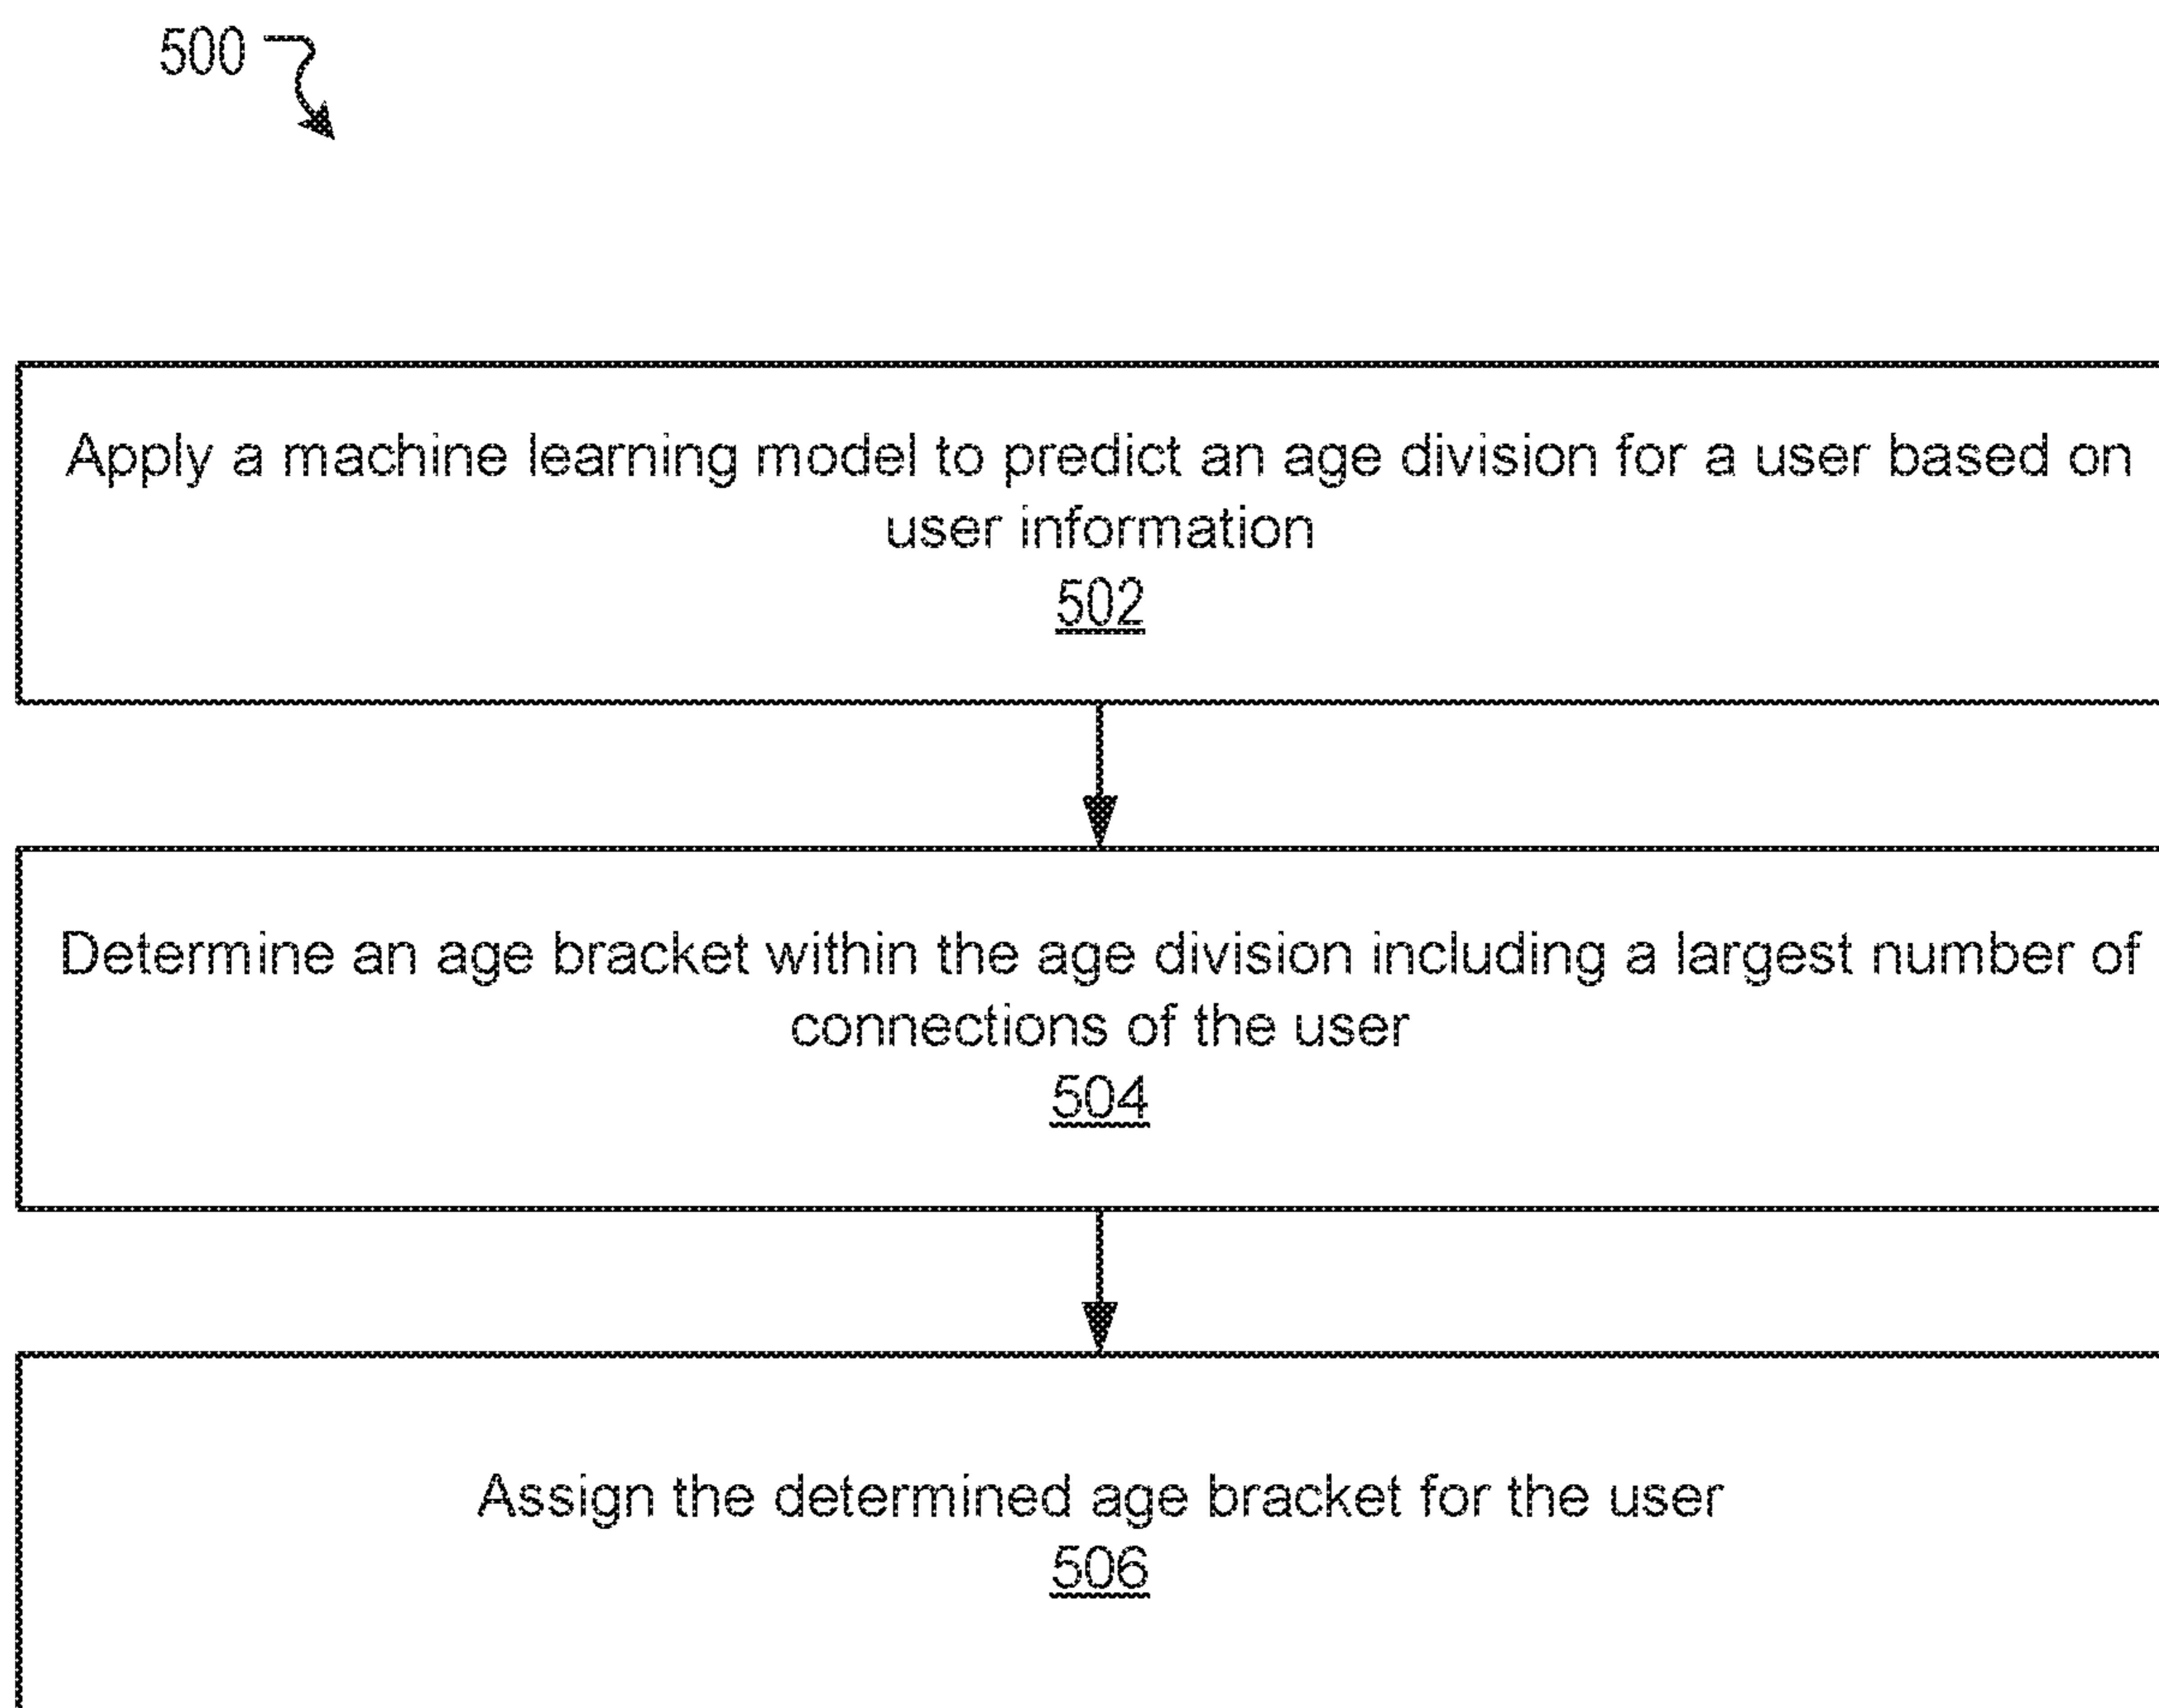 500
Apply a machine learning model to predict an age division for a user based on
user information
502
Determine an age bracket within the age division including a largest number of
connections of the user
504
Assign the determined age bracket for the user
506